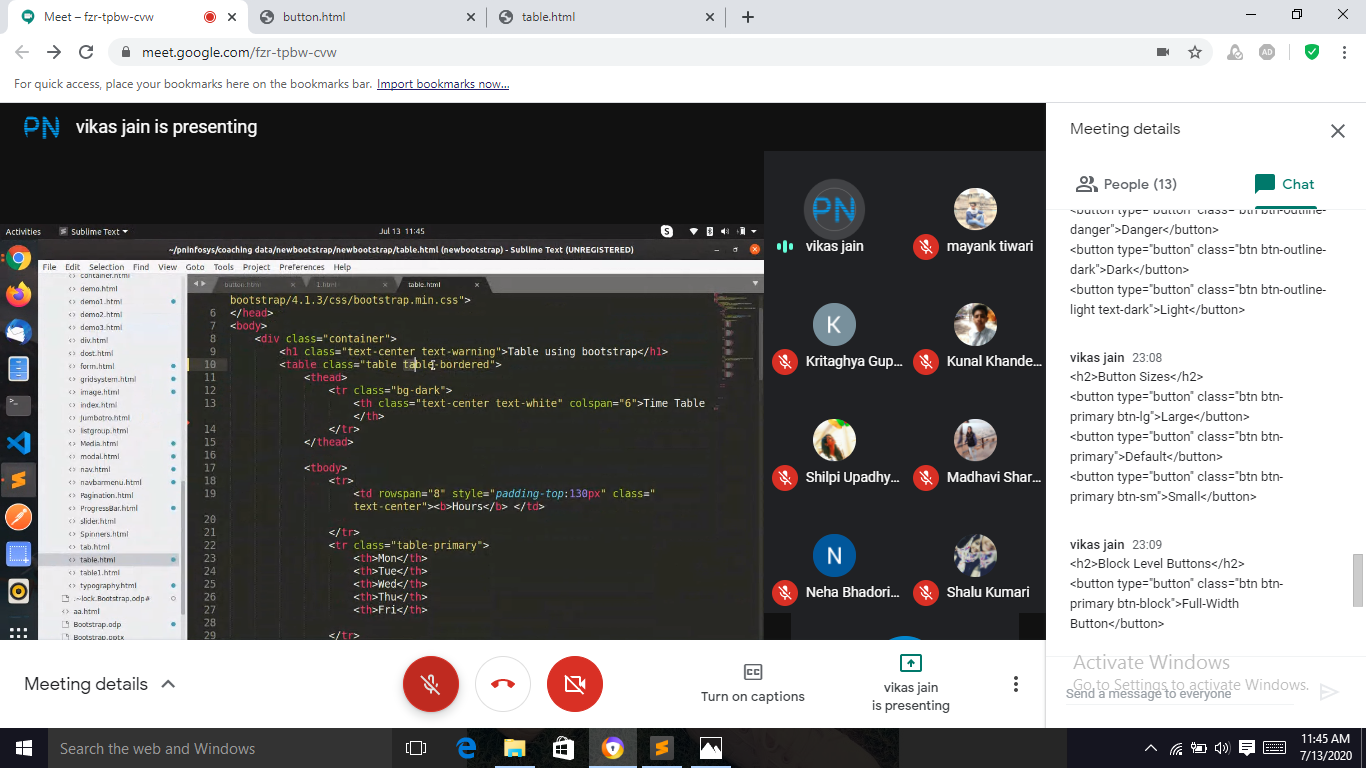 Meet – fzr-tpbw-cvw
button.html
table.html
meet.google.com/fzr-tpbw-cvw
AD
For quick access, place your bookmarks here on the bookmarks bar. Import bookmarks now...
PN vikas jain is presenting
Activities
Sublime Text
Jul 13 11:45
~/pninfosys/coaching data/newbootstrap/newbootstrap/table.html (newbootstrap) - Sublime Text (UNREGISTERED)
File Edit Selection Find View Goto Tools Project Preferences Help
container.html
demo.html
demo1.html
demo2.html
demo3.html
div.html
dost.html
form.html
gridsystem.html
image.html
index.html
Jumbotro.html
listgroup.html
Media.html
modal.html
nav.html
navbarmenu.html
Pagination.html
ProgressBar.html
slider.html
Spinners.html
tab.html
table.html
table1.html
typography.html
.~lock.Bootstrap.odp#
aa.html
Bootstrap.odp
Bootstrap.pptx
button.html
1.html
table.html
bootstrap/4.1.3/css/bootstrap.min.css">
6 </head>
7 <body>
8 <div class="container">
9 <h1 class="text-center text-warning">Table using bootstrap</h1>
10 <table class="table table-bordered">
11 <thead>
12 <tr class="bg-dark">
13 <th class="text-center text-white" colspan="6">Time Table
</th>
14 </tr>
15 </thead>
16
17 <tbody>
18 <tr>
19 <td rowspan="8" style="padding-top:130px" class="
text-center"><b>Hours</b> </td>
20
21 </tr>
22 <tr class="table-primary">
23 <th>Mon</th>
24 <th>Tue</th>
25 <th>Wed</th>
26 <th>Thu</th>
27 <th>Fri</th>
28
29 </tr>
PN
vikas jain
mayank tiwari
K
Kritaghya Gup...
Kunal Khande...
Shilpi Upadhy...
Madhavi Shar...
N
Neha Bhadori...
Shalu Kumari
Meeting details
People (13)
Chat
<button type="button" class="btn btn-outline-
danger">Danger</button>
<button type="button" class="btn btn-outline-
dark">Dark</button>
<button type="button" class="btn btn-outline-
light text-dark">Light</button>
vikas jain 23:08
<h2>Button Sizes</h2>
<button type="button" class="btn btn-
primary btn-lg">Large</button>
<button type="button" class="btn btn-
primary">Default</button>
<button type="button" class="btn btn-
primary btn-sm">Small</button>
vikas jain 23:09
<h2>Block Level Buttons</h2>
<button type="button" class="btn btn-
primary btn-block">Full-Width
Button</button>
Activate Windows
Go to Settings to activate Windows.
Send a message to everyone
Meeting details
CC
Turn on captions
vikas jain
is presenting
Search the web and Windows
11:45 AM
7/13/2020